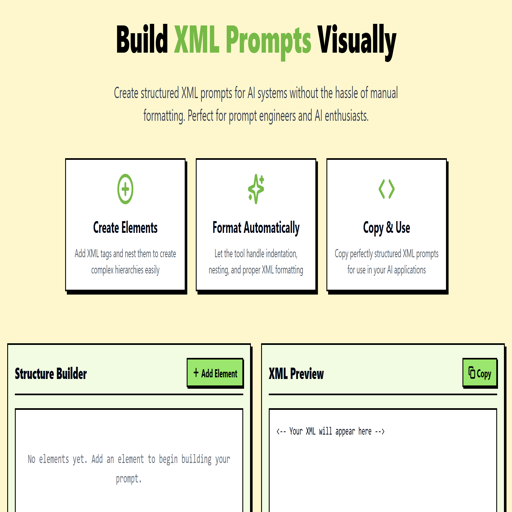 Build XML Prompts Visually
Create structured XML prompts for AI systems without the hassle of manual
formatting. Perfect for prompt engineers and AI enthusiasts.
Create Elements
Add XML tags and nest them to create
complex hierarchies easily
Format Automatically
Let the tool handle indentation,
nesting, and proper XML formatting
Copy & Use
Copy perfectly structured XML prompts
for use in your AI applications
Structure Builder
+ Add Element
No elements yet. Add an element to begin building your
prompt.
XML Preview
Copy
<-- Your XML will appear here -->